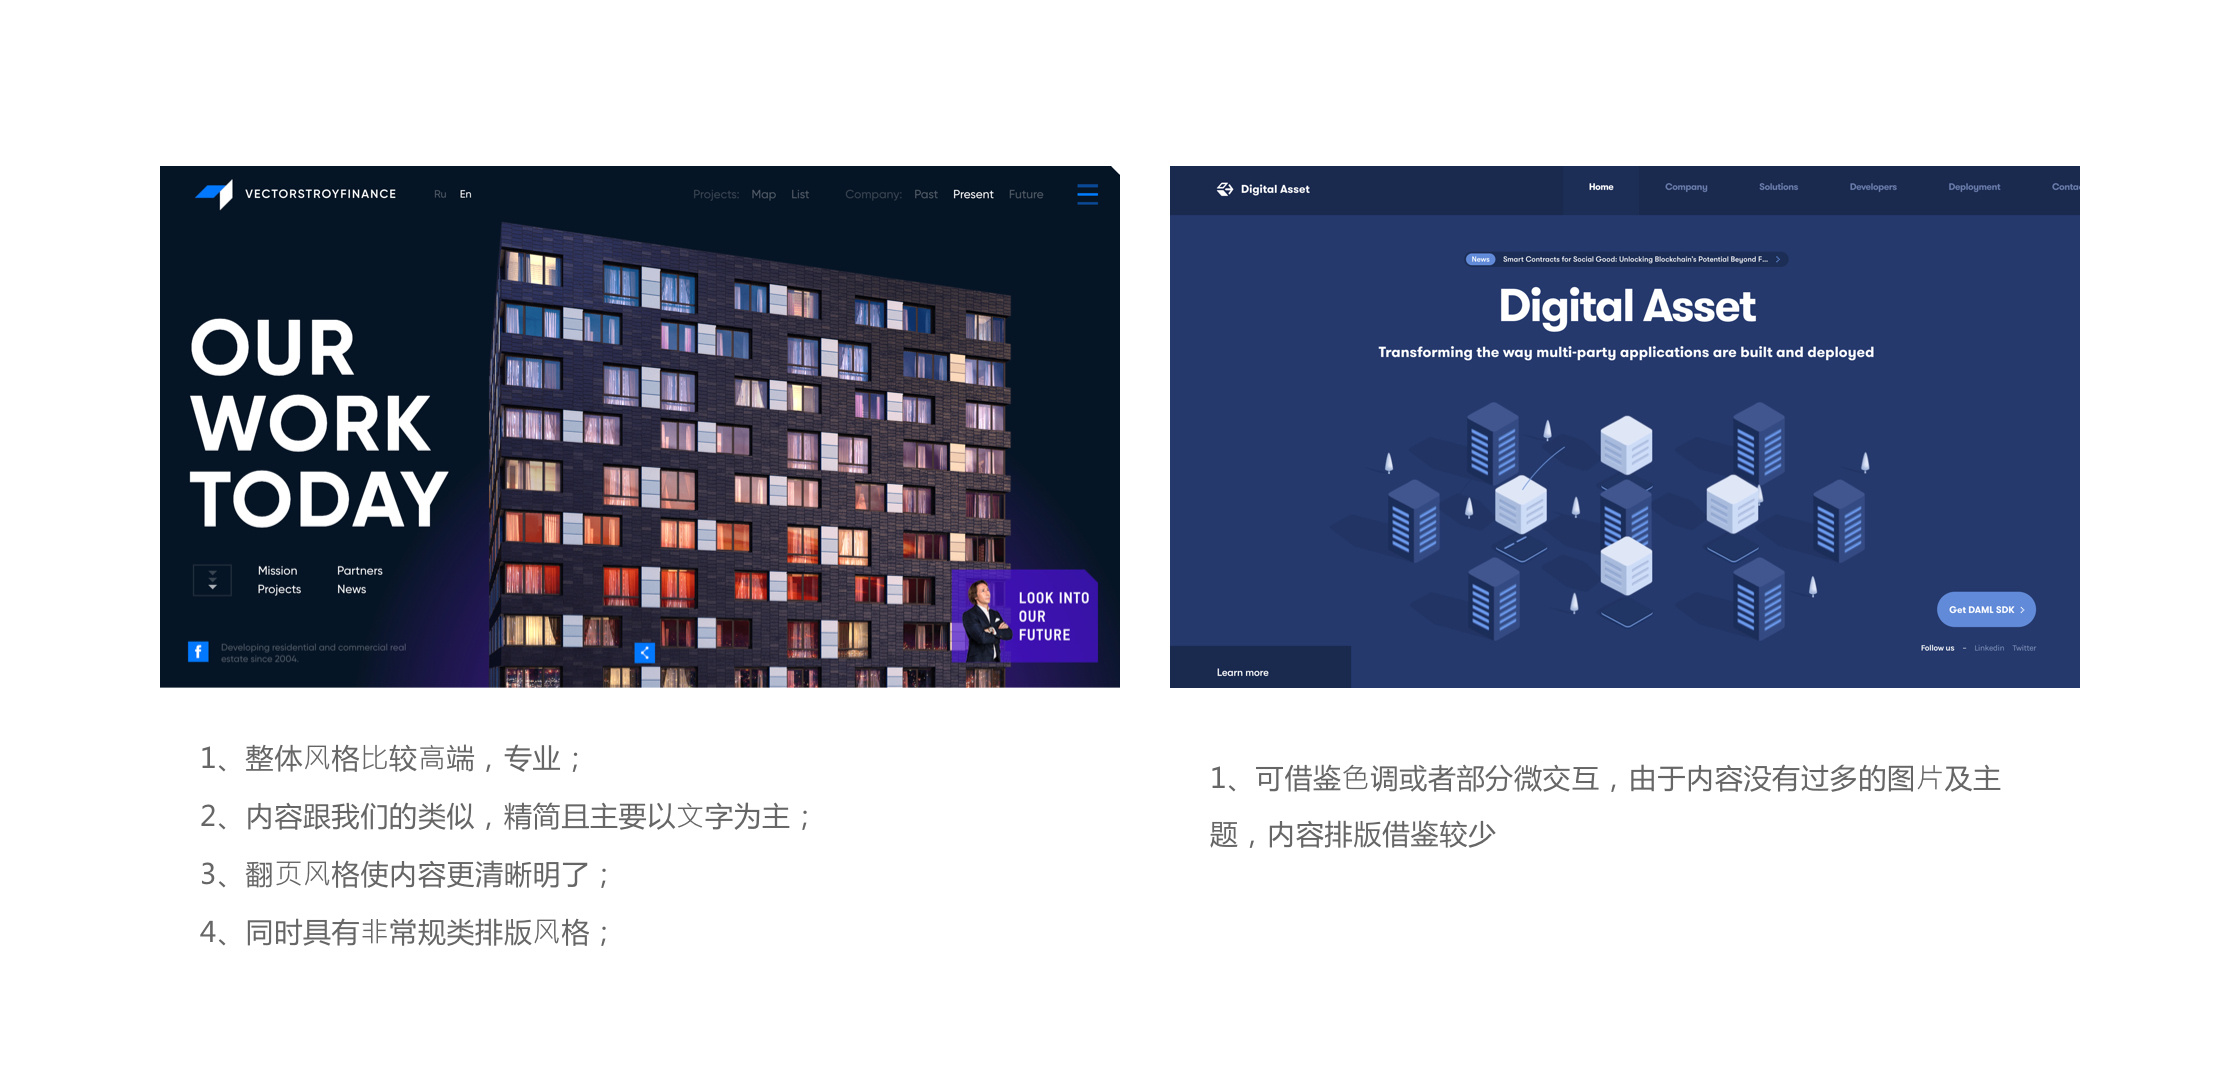 VECTORSTROYFINANCE Ru En Projects: Map List Company: Past Present Future
OUR
WORK
TODAY
Mission Partners
Projects News
Developing residential and commercial real
estate since 2004.
LOOK INTO
OUR
FUTURE
1、整体风格比较高端，专业；
2、内容跟我们的类似，精简且主要以文字为主；
3、翻页风格使内容更清晰明了；
4、同时具有非常规类排版风格；
Digital Asset Home Company Solutions Developers Deployment Conta
News Smart Contracts for Social Good: Unlocking Blockchain's Potential Beyond F...
Digital Asset
Transforming the way multi-party applications are built and deployed
Get DAML SDK
Follow us - Linkedin Twitter
Learn more
1、可借鉴色调或者部分微交互，由于内容没有过多的图片及主
题，内容排版借鉴较少